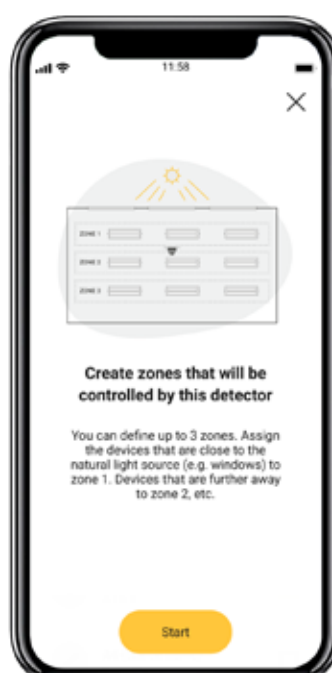 11:58
ZONE 1
ZONE 2
ZONE 3
Create zones that will be
controlled by this detector
You can define up to 3 zones. Assign
the devices that are close to the
natural light source (e.g. windows) to
zone 1. Devices that are further away
to zone 2, etc.
Start